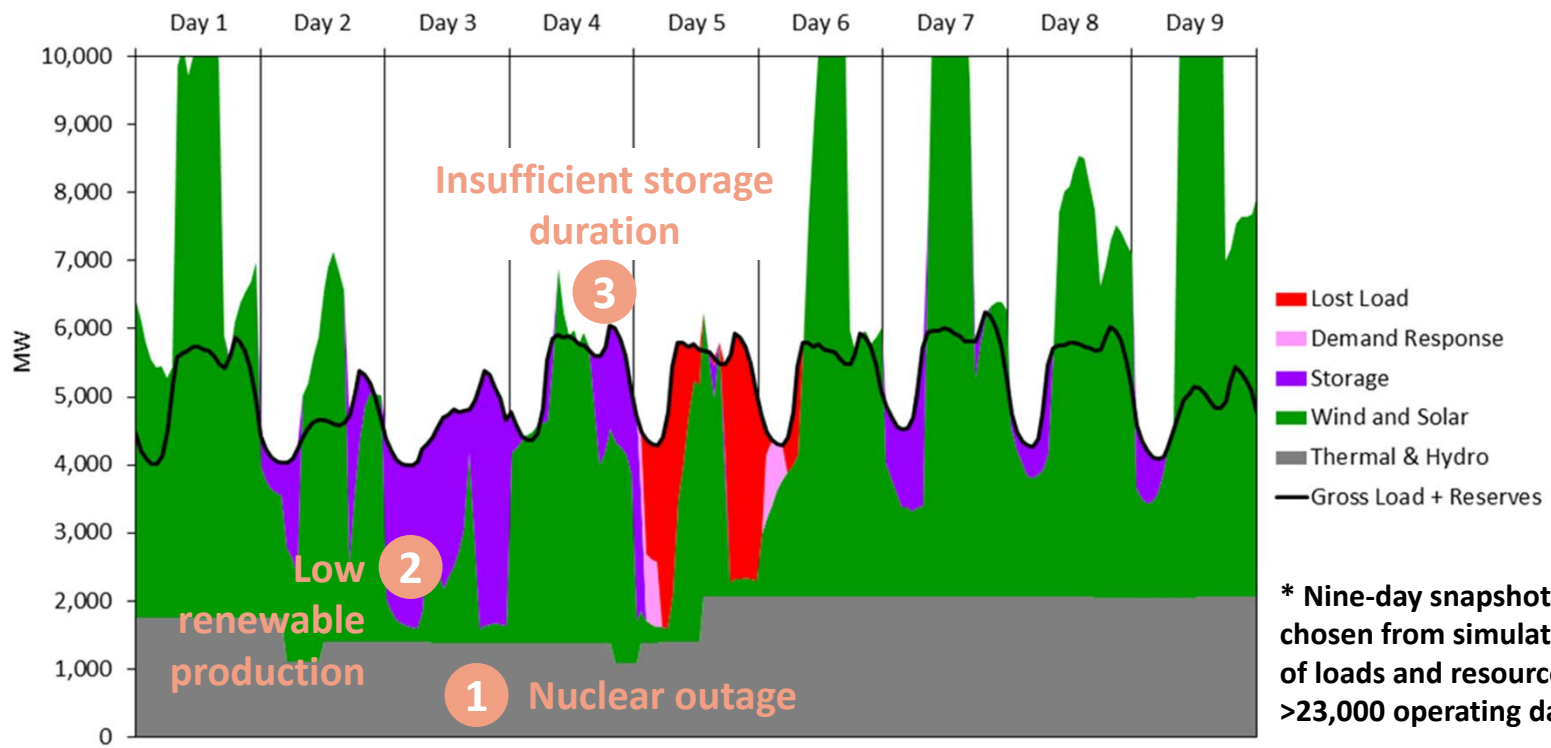 Day 1 Day 2 Day 3 Day 4 Day 5 Day 6 Day 7 Day 8 Day 9
10,000
9,000
8,000
7,000
6,000
5,000
4,000
3,000
2,000
1,000
0
MW
Insufficient storage
duration
3
Low
2
renewable
production
1 Nuclear outage
Lost Load
Demand Response
Storage
Wind and Solar
Thermal & Hydro
Gross Load + Reserves
* Nine-day snapshot
chosen from simulat
of loads and resourc
>23,000 operating da